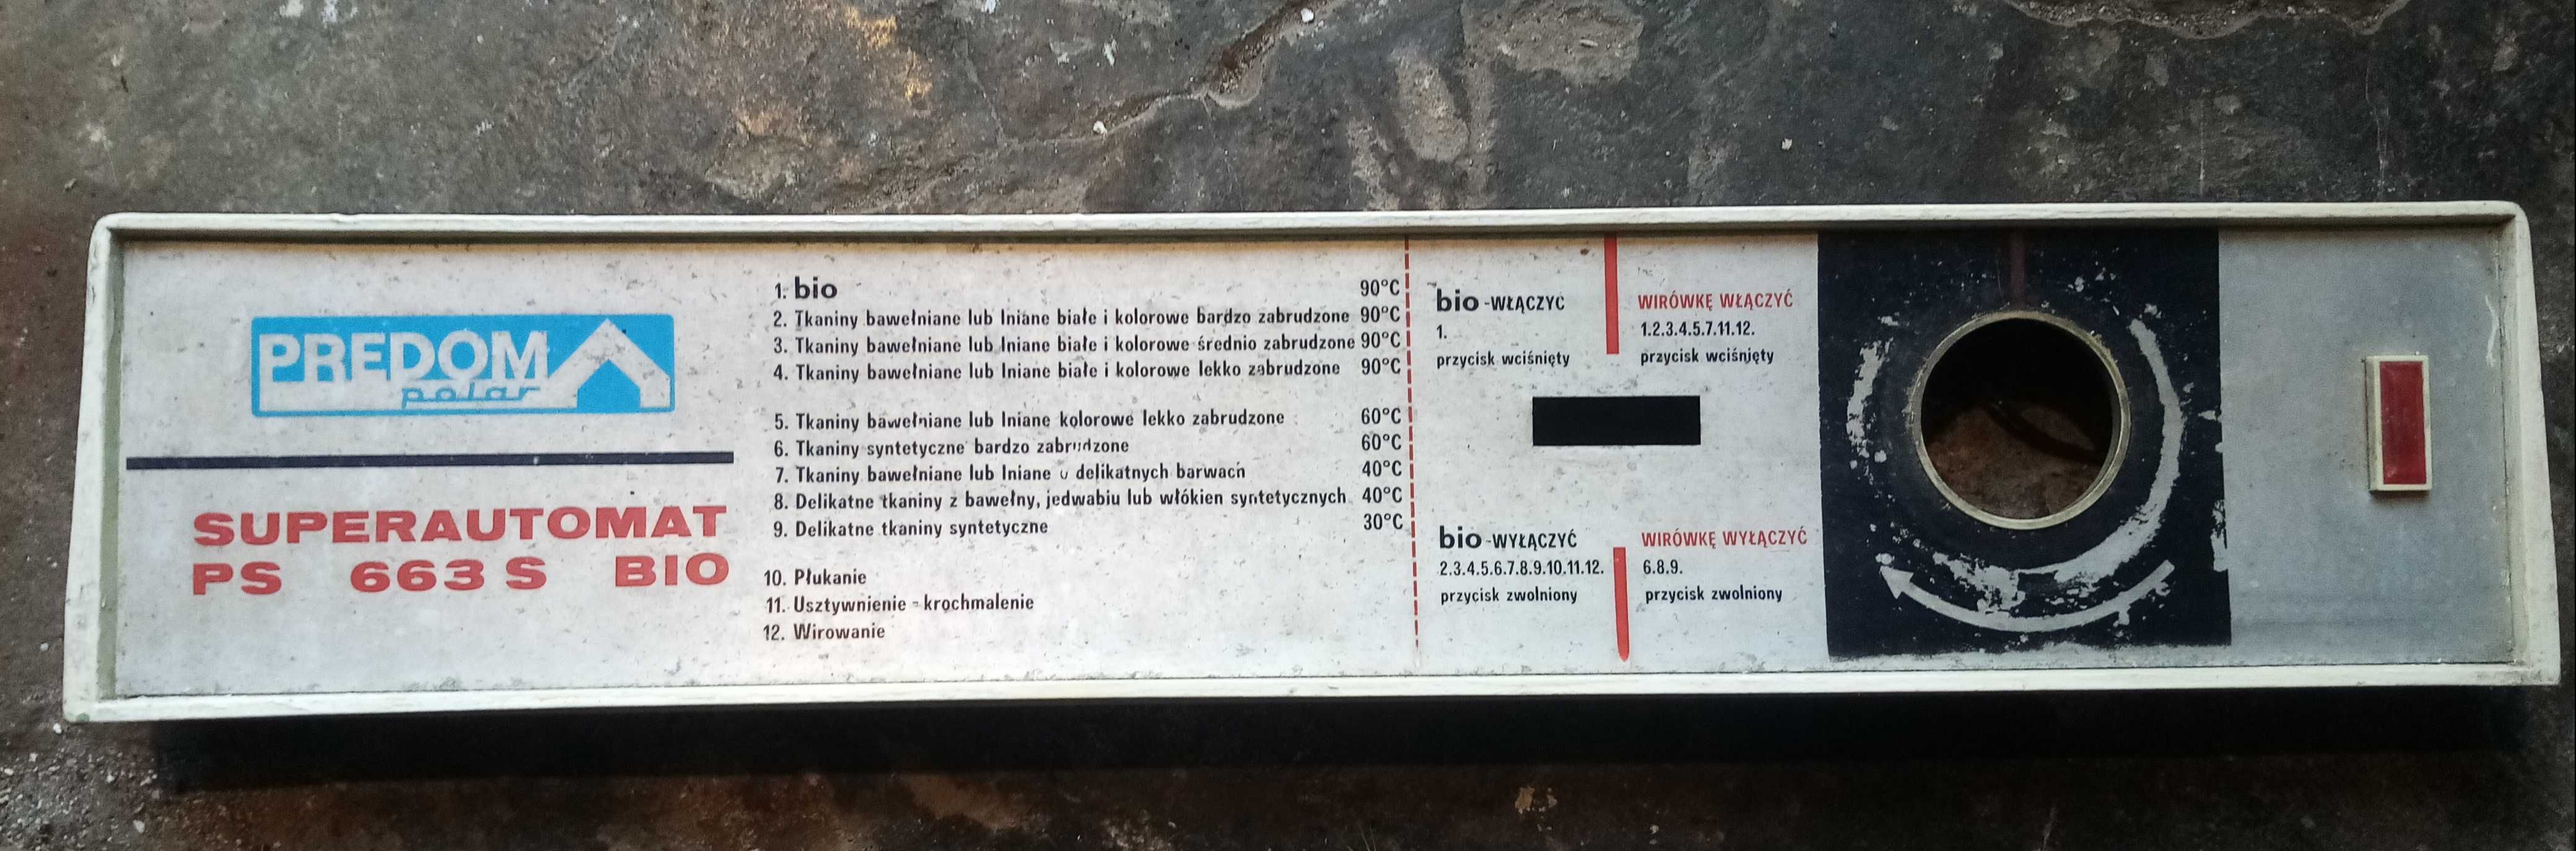 PREDOM
polar
SUPERAUTOMAT
PS 663 S BIO
1. bio 90°C
2. Tkaniny bawełniane lub lniane białe i kolorowe bardzo zabrudzone 90°C
3. Tkaniny bawełniane lub lniane białe i kolorowe średnio zabrudzone 90°C
4. Tkaniny bawełniane lub lniane białe i kolorowe lekko zabrudzone 90°C
5. Tkaniny bawełniane lub lniane kolorowe lekko zabrudzone 60°C
6. Tkaniny syntetyczne bardzo zabrudzone 60°C
7. Tkaniny bawełniane lub lniane o delikatnych barwach 40°C
8. Delikatne tkaniny z bawełny, jedwabiu lub włókien syntetycznych 40°C
9. Delikatne tkaniny syntetyczne 30°C
10. Płukanie
11. Usztywnienie - krochmalenie
12. Wirowanie
bio - WŁĄCZYĆ
1.
przycisk wciśnięty
WIRÓWKĘ WŁĄCZYĆ
1.2.3.4.5.7.11.12.
przycisk wciśnięty
bio - WYŁĄCZYĆ
2.3.4.5.6.7.8.9.10.11.12.
przycisk zwolniony
WIRÓWKĘ WYŁĄCZYĆ
6.8.9.
przycisk zwolniony